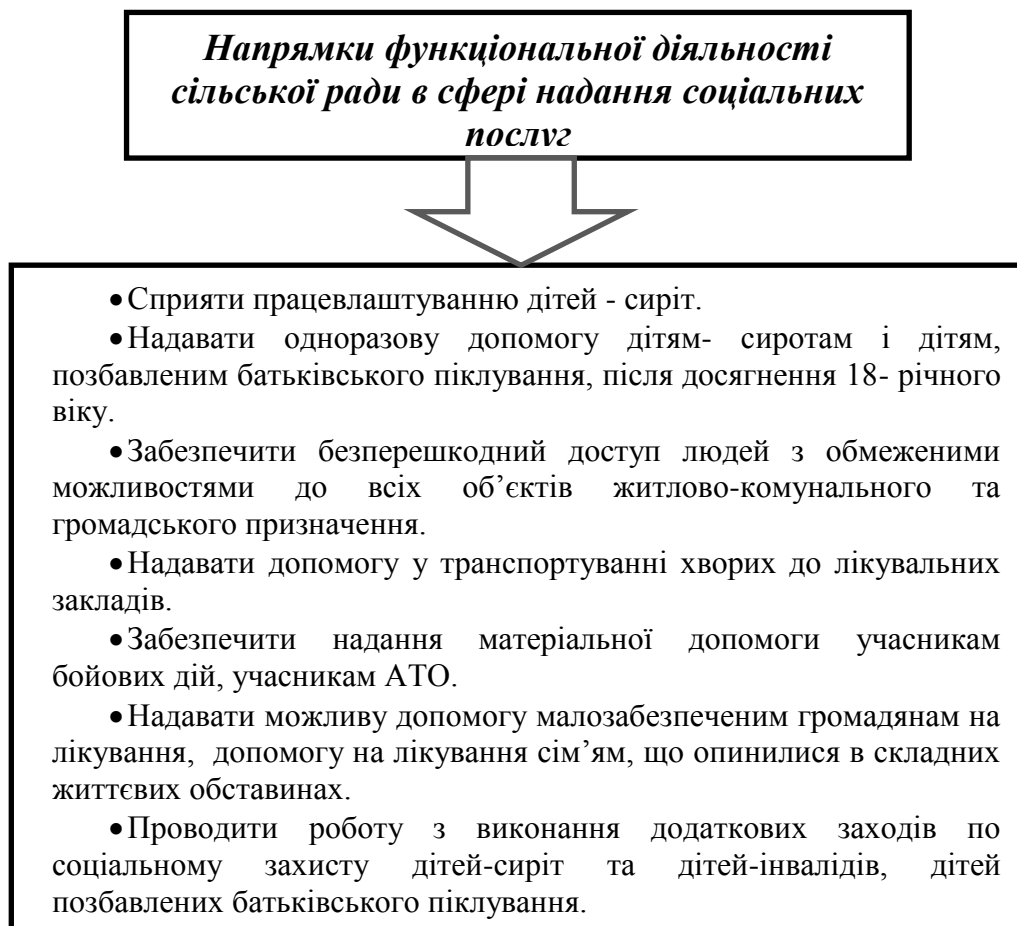 Напрямки функціональної діяльності
сільської ради в сфері надання соціальних
послуг
•Сприяти працевлаштуванню дітей - сиріт.
•Надавати одноразову допомогу дітям- сиротам і дітям,
позбавленим батьківського піклування, після досягнення 18- річного
віку.
•Забезпечити безперешкодний доступ людей з обмеженими
можливостями до всіх об’єктів житлово-комунального та
громадського призначення.
•Надавати допомогу у транспортуванні хворих до лікувальних
закладів.
•Забезпечити надання матеріальної допомоги учасникам
бойових дій, учасникам АТО.
•Надавати можливу допомогу малозабезпеченим громадянам на
лікування, допомогу на лікування сім’ям, що опинилися в складних
життєвих обставинах.
•Проводити роботу з виконання додаткових заходів по
соціальному захисту дітей-сиріт та дітей-інвалідів, дітей
позбавлених батьківського піклування.